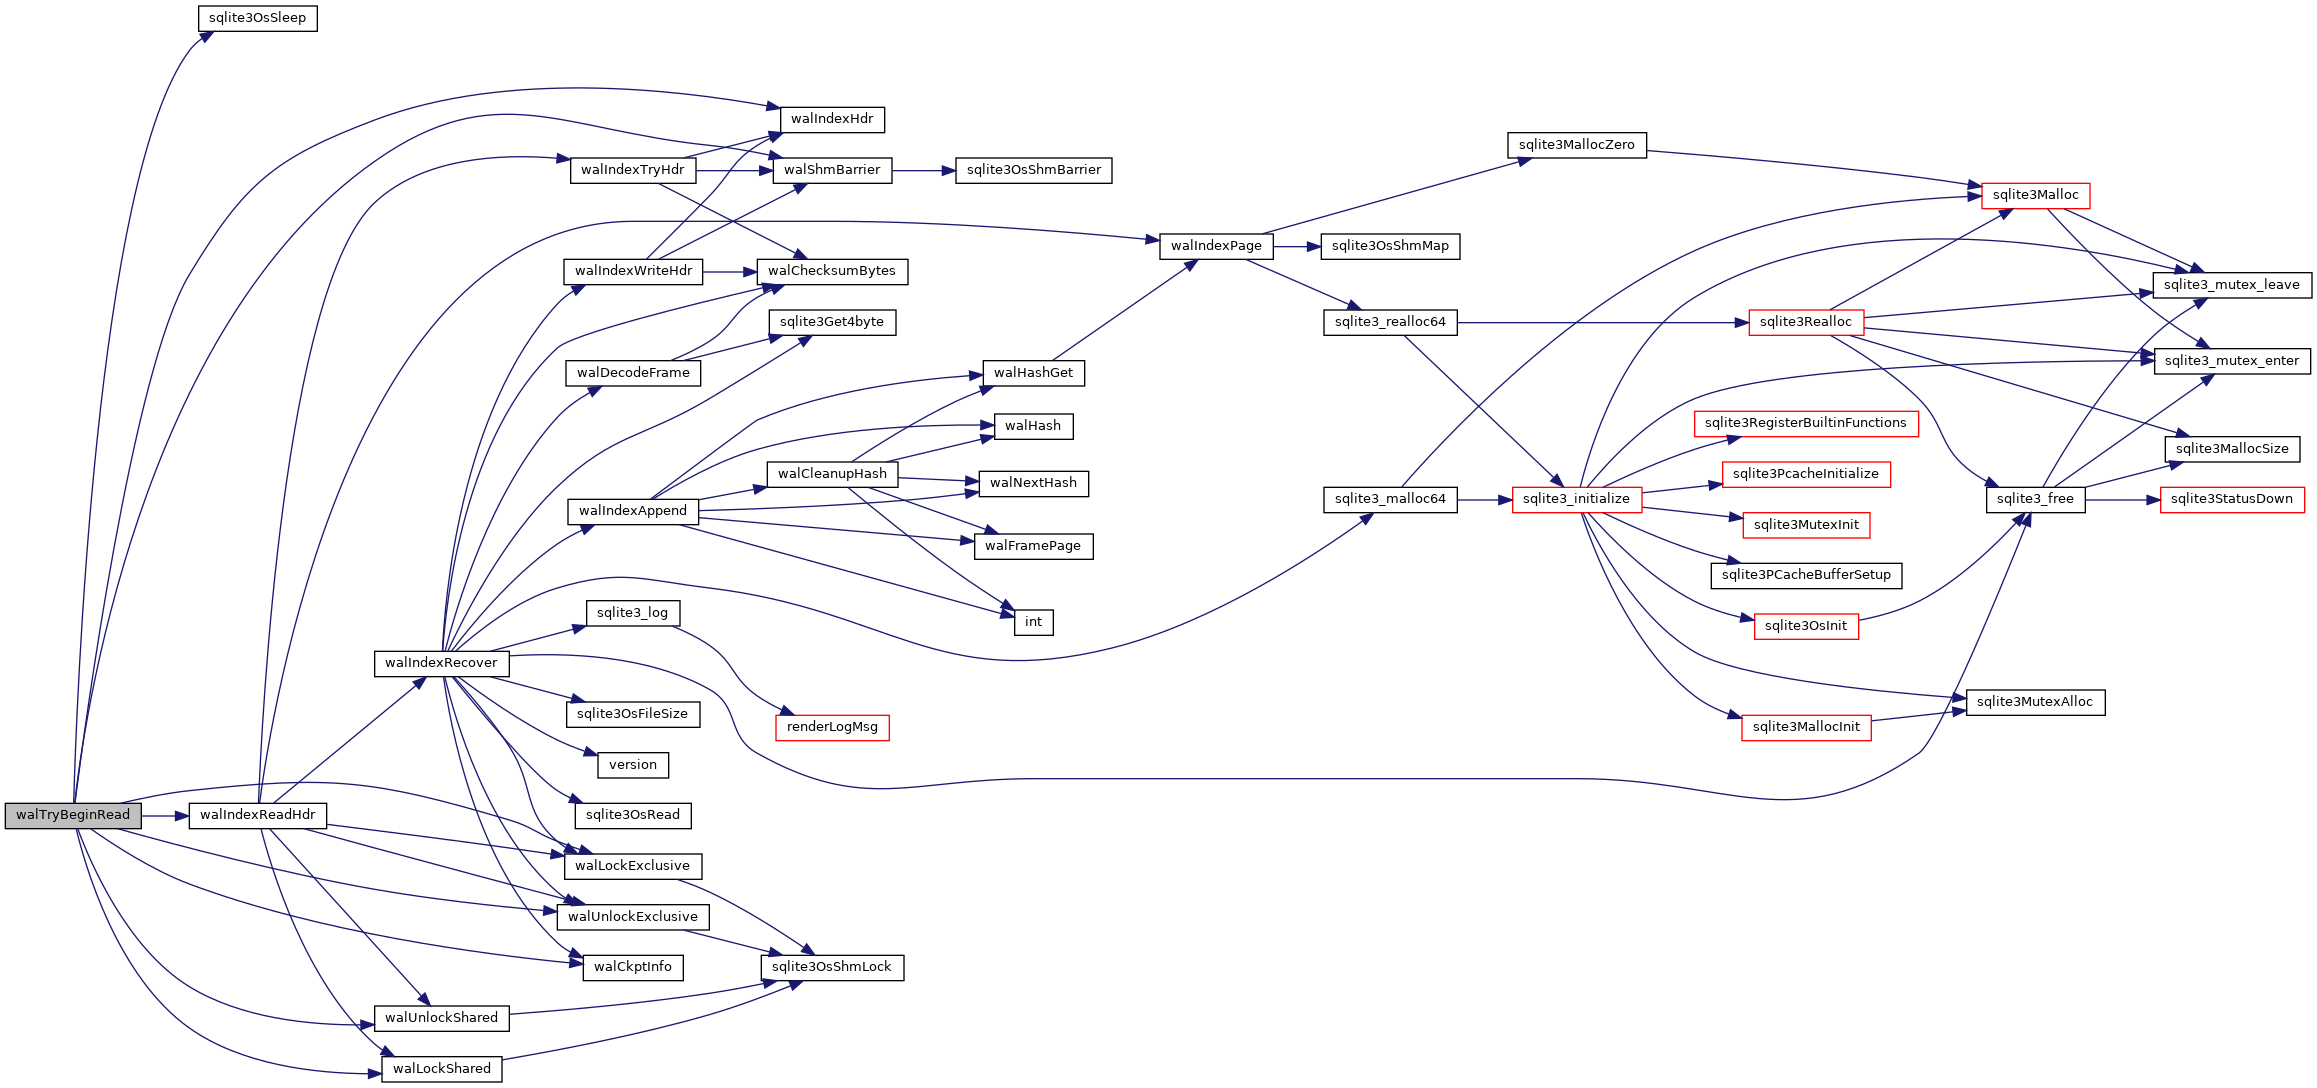 sqlite3OsSleep
walIndexHdr
sqlite3MallocZero
walIndexTryHdr
walShmBarrier
sqlite3OsShmBarrier
sqlite3Malloc
walIndexPage
sqlite3OsShmMap
walIndexWriteHdr
walChecksumBytes
sqlite3_mutex_leave
sqlite3Get4byte
sqlite3_realloc64
sqlite3Realloc
sqlite3_mutex_enter
walDecodeFrame
walHashGet
walHash
sqlite3RegisterBuiltinFunctions
sqlite3MallocSize
walCleanupHash
walNextHash
sqlite3PcacheInitialize
sqlite3_malloc64
sqlite3_initialize
sqlite3_free
sqlite3StatusDown
walIndexAppend
sqlite3MutexInit
walFramePage
sqlite3PCacheBufferSetup
sqlite3_log
int
sqlite3OsInit
walIndexRecover
sqlite3MutexAlloc
sqlite3OsFileSize
renderLogMsg
sqlite3MallocInit
version
walTryBeginRead
walIndexReadHdr
sqlite3OsRead
walLockExclusive
walUnlockExclusive
walCkptInfo
sqlite3OsShmLock
walUnlockShared
walLockShared